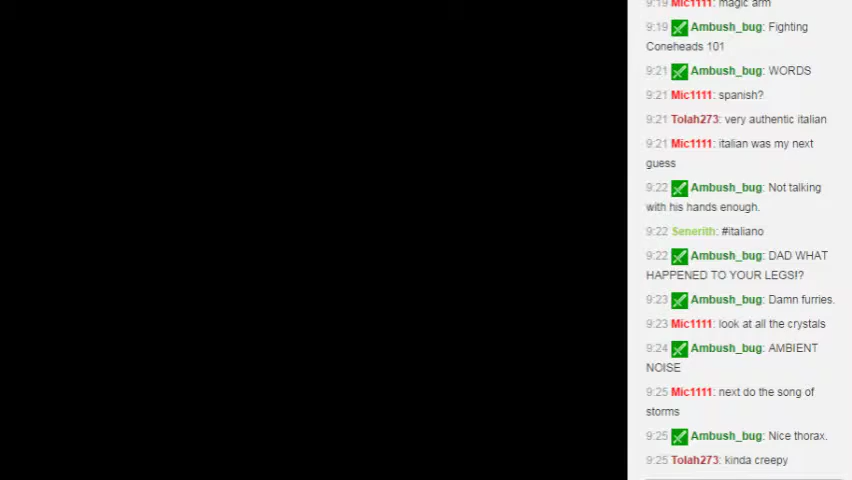 9:19 Mic1111: magic arm
9:19 Ambush_bug: Fighting
Coneheads 101
9:21 Ambush_bug: WORDS
9:21 Mic1111: spanish?
9:21 Tolah273: very authentic italian
9:21 Mic1111: italian was my next
guess
9:22 Ambush_bug: Not talking
with his hands enough.
9:22 Senerith: #italiano
9:22 Ambush_bug: DAD WHAT
HAPPENED TO YOUR LEGS!?
9:23 Ambush_bug: Damn furries.
9:23 Mic1111: look at all the crystals
9:24 Ambush_bug: AMBIENT
NOISE
9:25 Mic1111: next do the song of
storms
9:25 Ambush_bug: Nice thorax.
9:25 Tolah273: kinda creepy